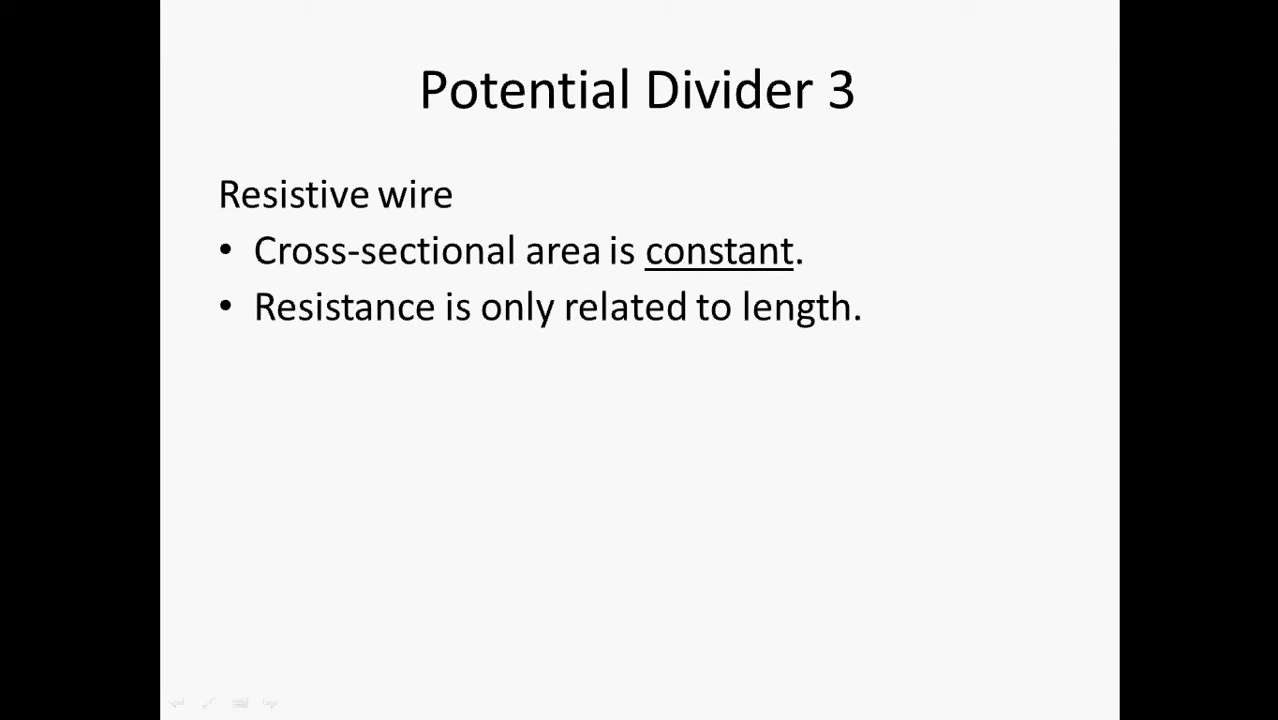 Potential Divider 3
Resistive wire
• Cross-sectional area is constant.
• Resistance is only related to length.